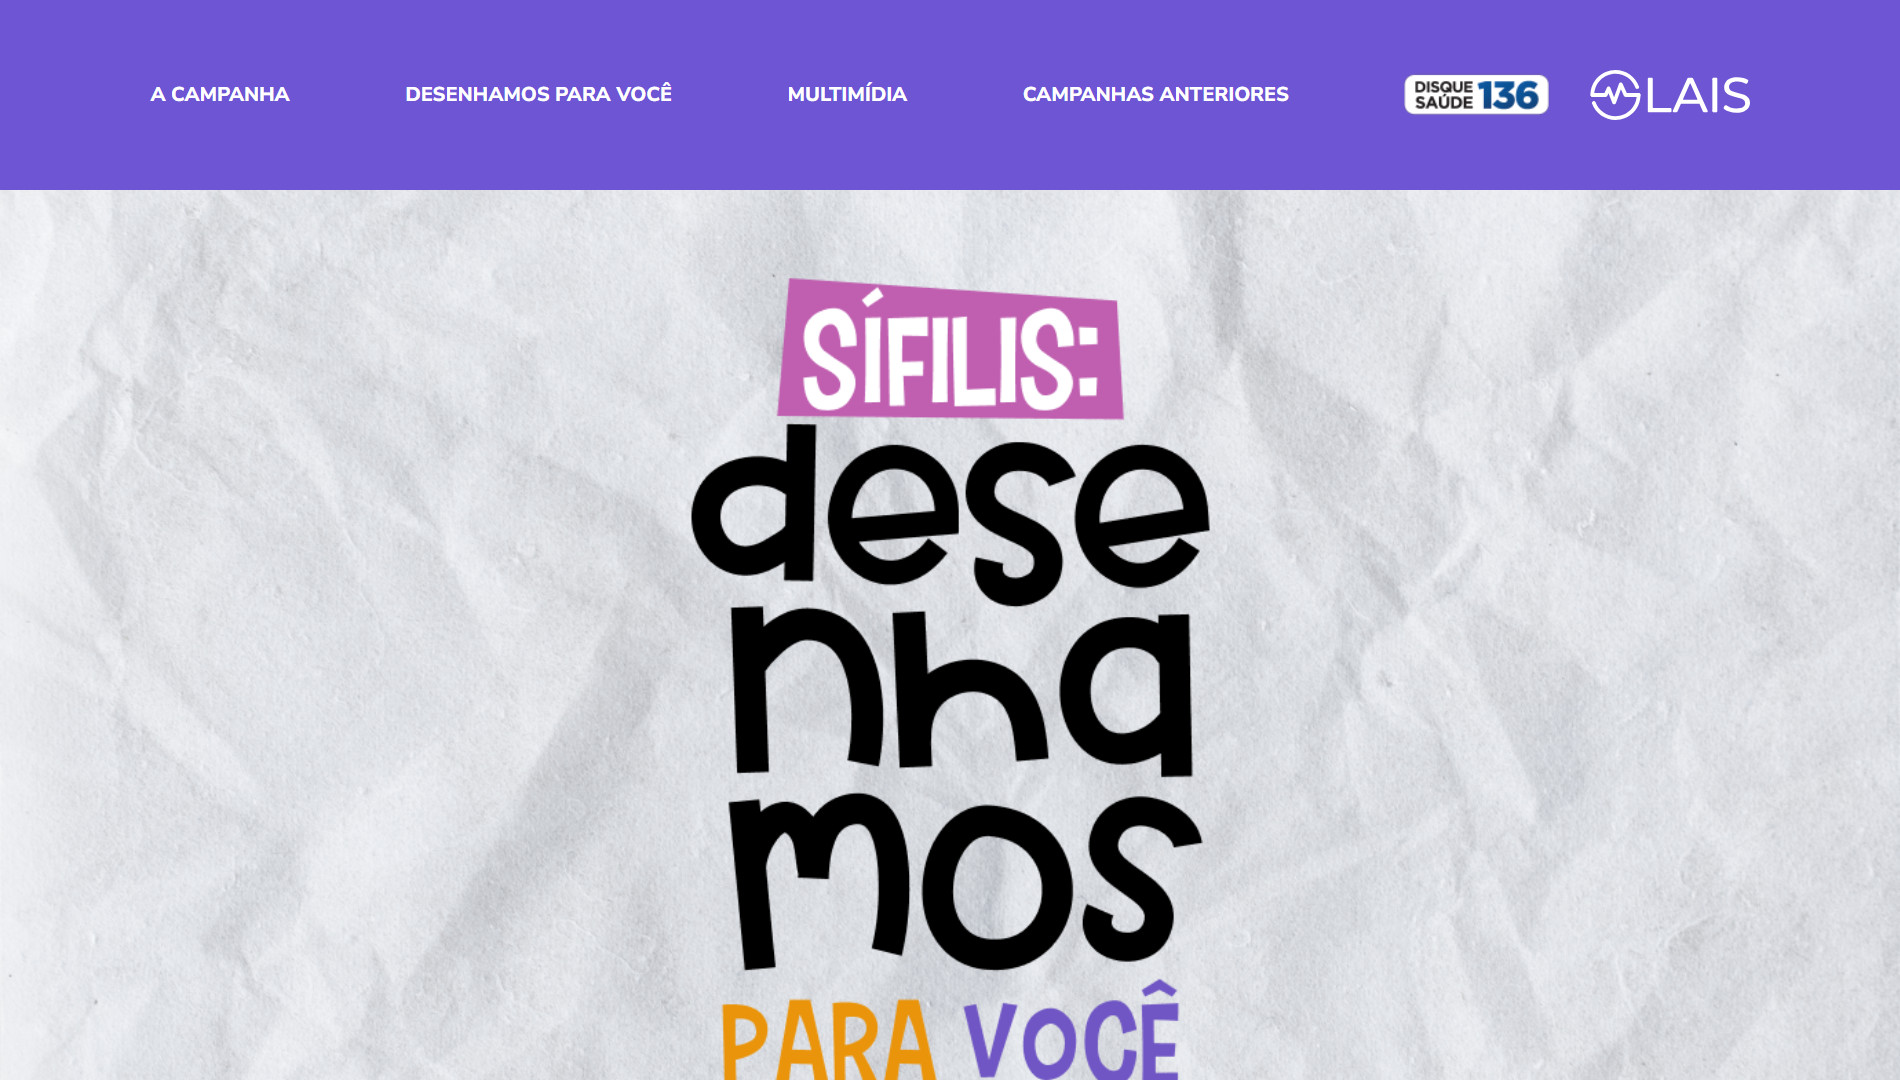 A CAMPANHA
DESENHAMOS PARA VOCÊ
MULTIMÍDIA
CAMPANHAS ANTERIORES
DISQUE
SAÚDE 136
LAIS
SÍFILIS:
dese
nha
mos
PARA VOCÊ